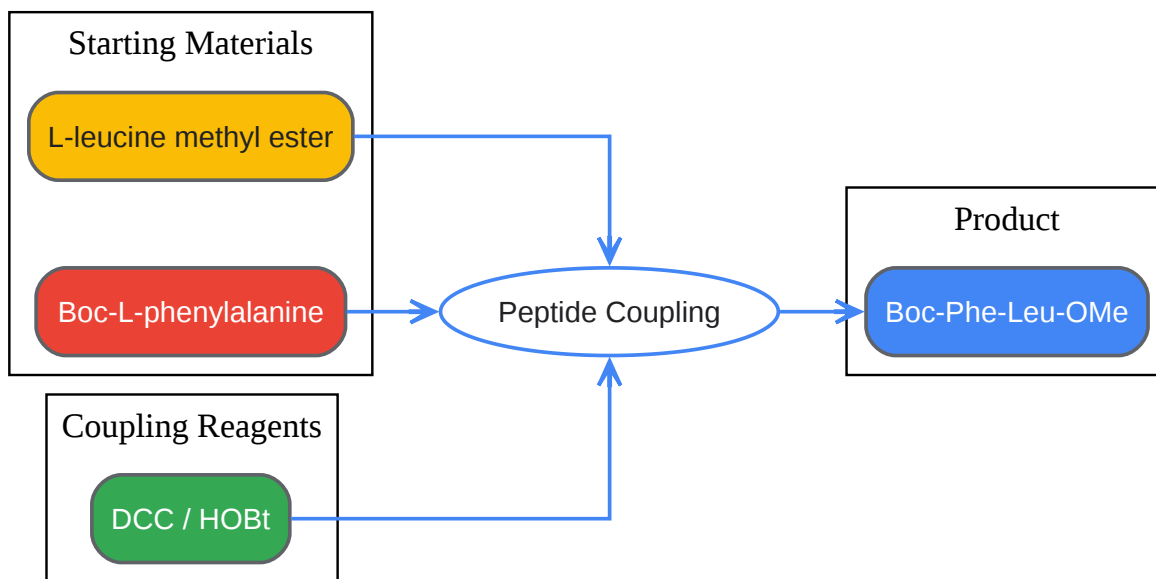 Starting Materials
L-leucine methyl ester
Boc-L-phenylalanine
Coupling Reagents
DCC / HOBt
Peptide Coupling
Product
Boc-Phe-Leu-OMe